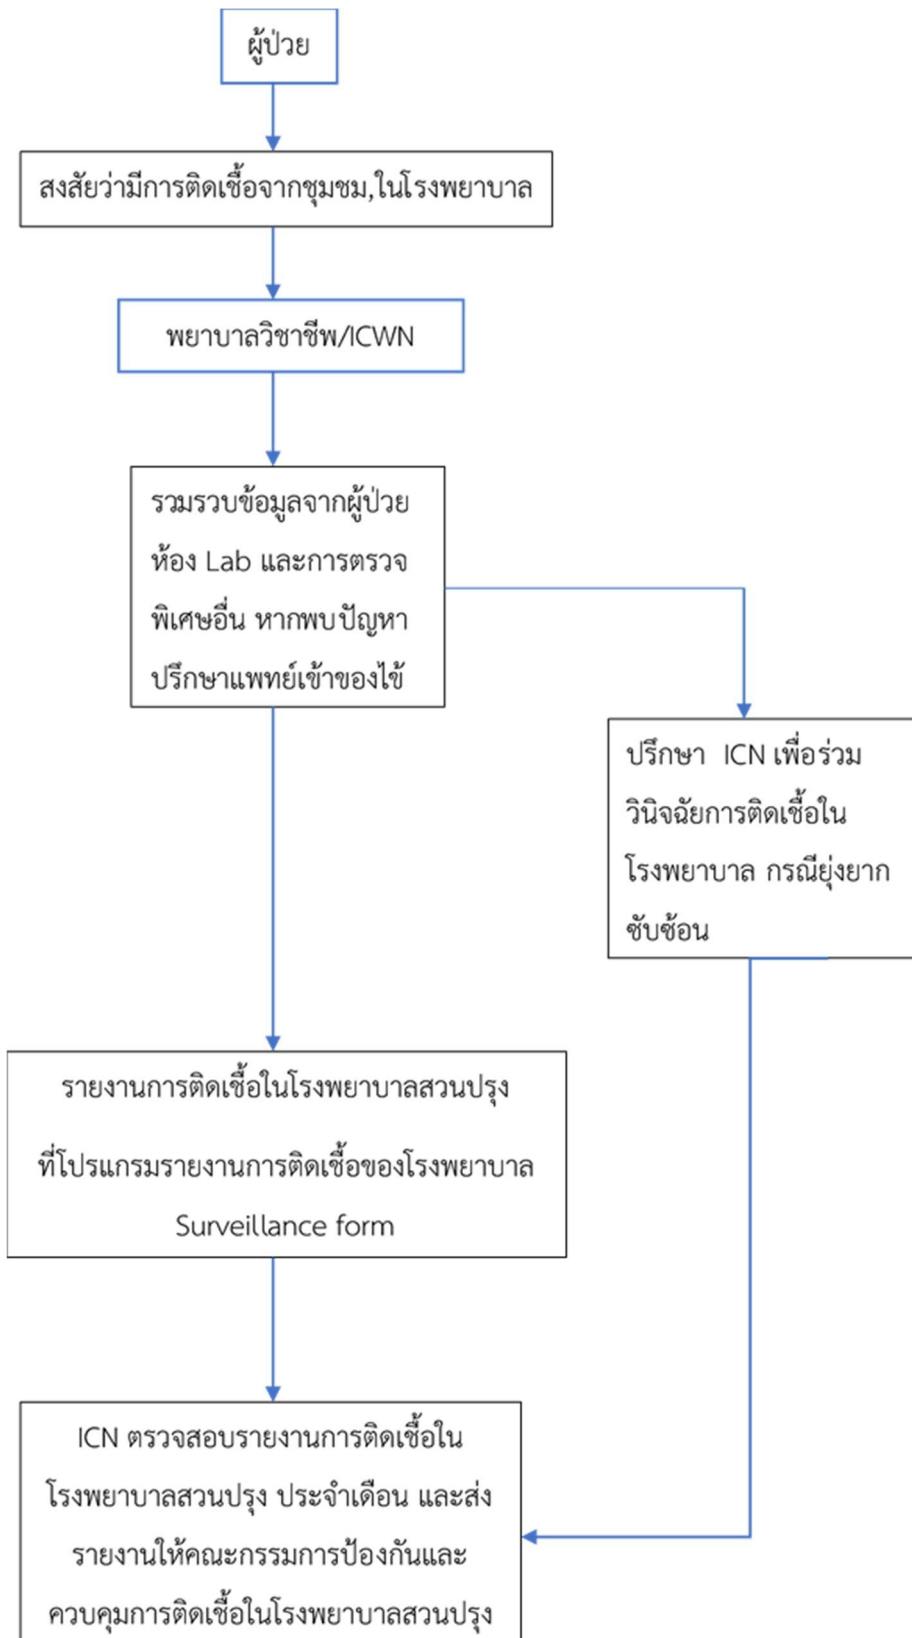 ผู้ป่วย
สงสัยว่ามีการติดเชื้อจากชุมชม,ในโรงพยาบาล
พยาบาลวิชาชีพ/ICWN
รวมรวบข้อมูลจากผู้ป่วย
ห้อง Lab และการตรวจ
พิเศษอื่น หากพบปัญหา
ปรึกษาแพทย์เข้าของไข้
ปรึกษา ICN เพื่อร่วม
วินิจฉัยการติดเชื้อใน
โรงพยาบาล กรณียุ่งยาก
ซับซ้อน
รายงานการติดเชื้อในโรงพยาบาลสวนปรุง
ที่โปรแกรมรายงานการติดเชื้อของโรงพยาบาล
Surveillance form
ICN ตรวจสอบรายงานการติดเชื้อใน
โรงพยาบาลสวนปรุง ประจำเดือน และส่ง
รายงานให้คณะกรรมการป้องกันและ
ควบคุมการติดเชื้อในโรงพยาบาลสวนปรุง